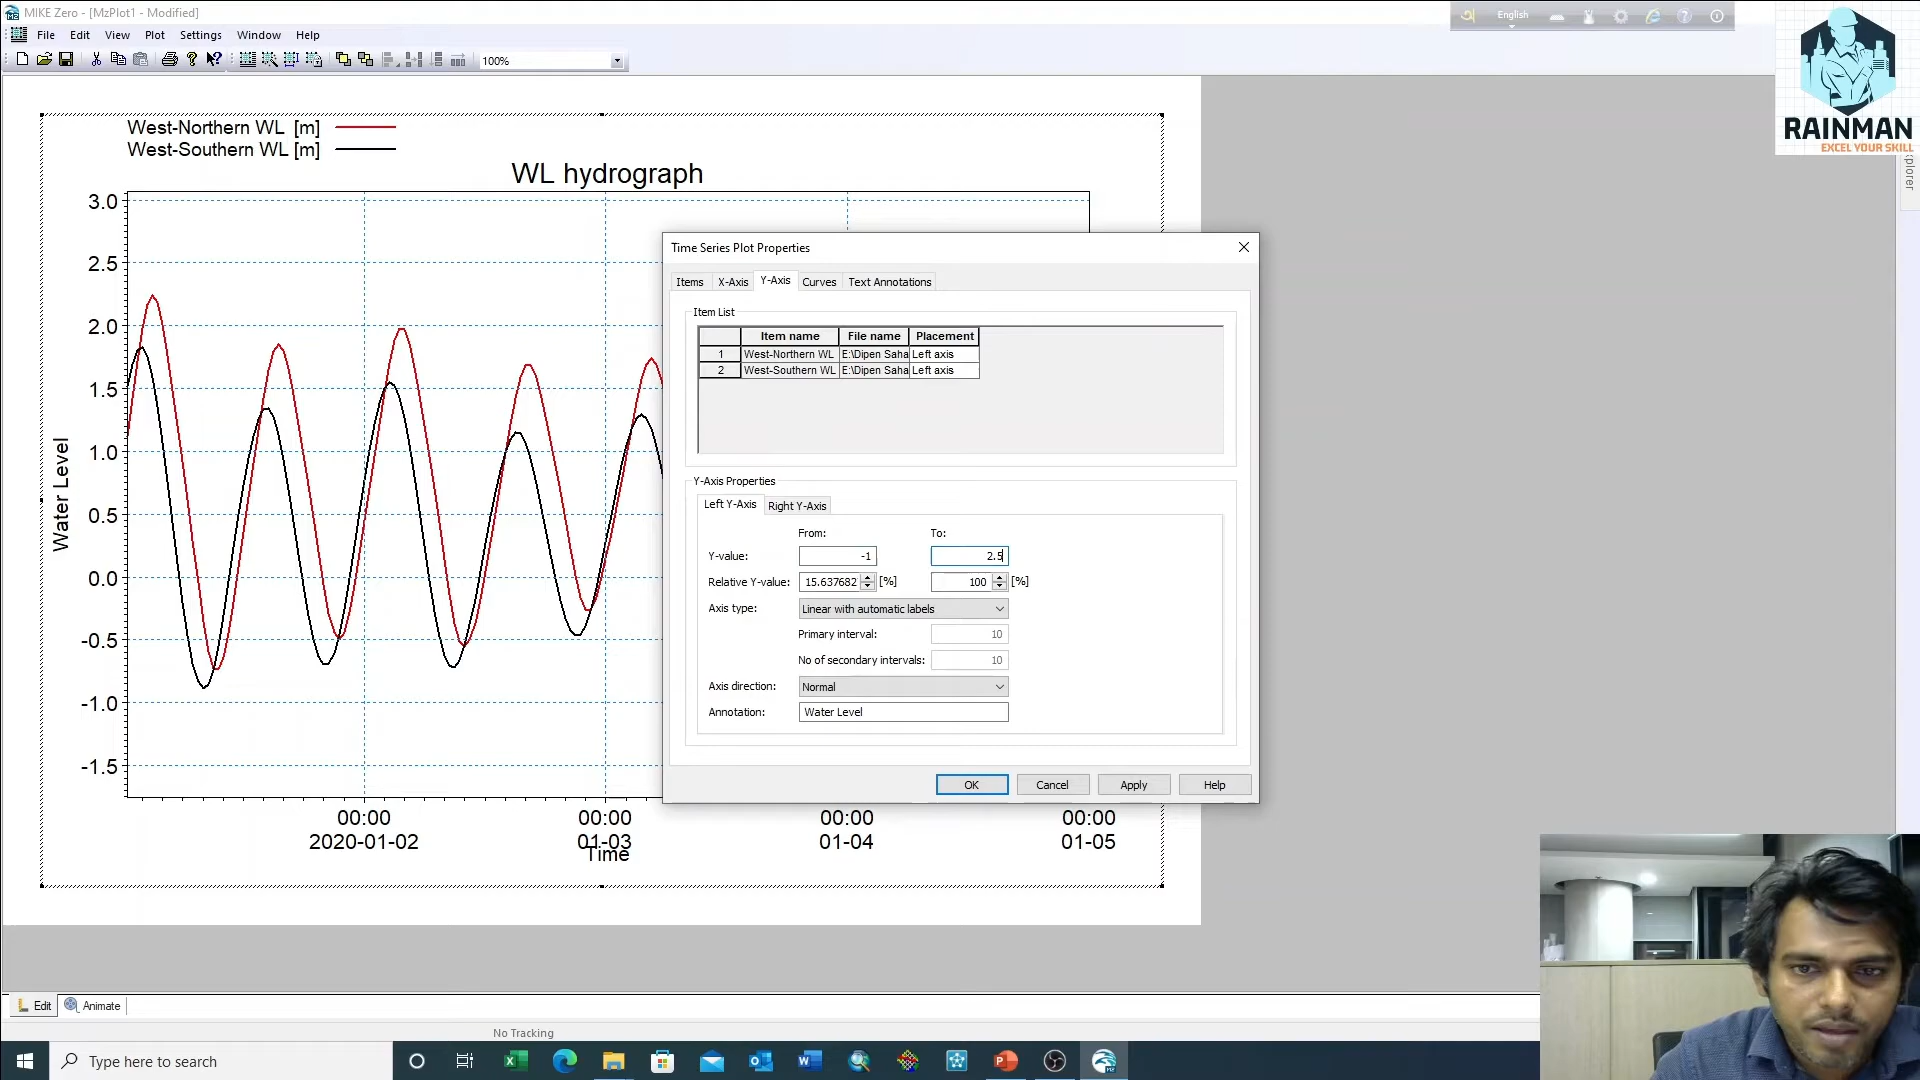 MIKE Zero - [MzPlot1 - Modified]
English
File Edit View Plot Settings Window Help
100%
RAINMAN
EXCEL YOUR SKILL
plorer
West-Northern WL [m]
West-Southern WL [m]
WL hydrograph
3.0
2.5
2.0
1.5
1.0
0.5
0.0
-0.5
-1.0
-1.5
Water Level
00:00 00:00 00:00 00:00
2020-01-02 01-03 01-04 01-05
Time
Time Series Plot Properties
Items X-Axis Y-Axis Curves Text Annotations
Item List
Item name File name Placement
1 West-Northern WL E:\Dipen Saha Left axis
2 West-Southern WL E:\Dipen Saha Left axis
Y-Axis Properties
Left Y-Axis Right Y-Axis
From: To:
Y-value: -1 2.5
Relative Y-value: 15.637682 [%] 100 [%]
Axis type: Linear with automatic labels
Primary interval: 10
No of secondary intervals: 10
Axis direction: Normal
Annotation: Water Level
OK Cancel Apply Help
Edit Animate
No Tracking
Type here to search